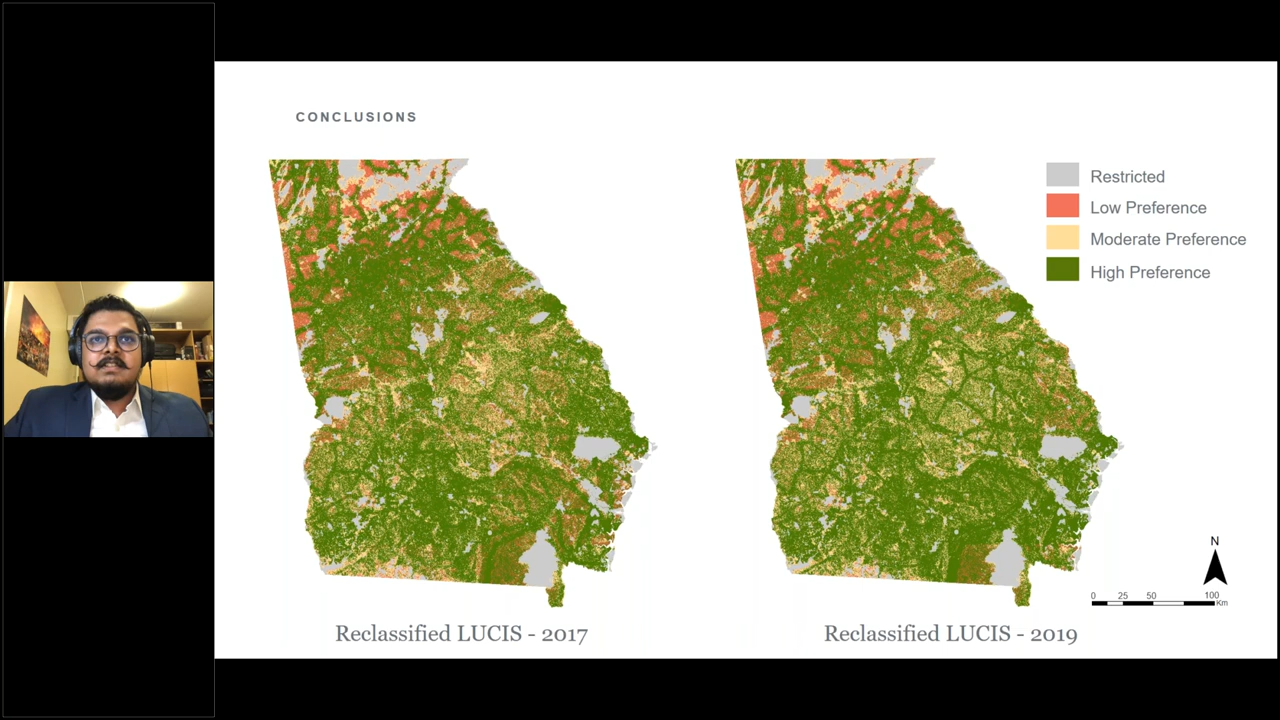 CONCLUSIONS
Restricted
Low Preference
Moderate Preference
High Preference
N
0 25 50 100
Km
Reclassified LUCIS - 2017
Reclassified LUCIS - 2019